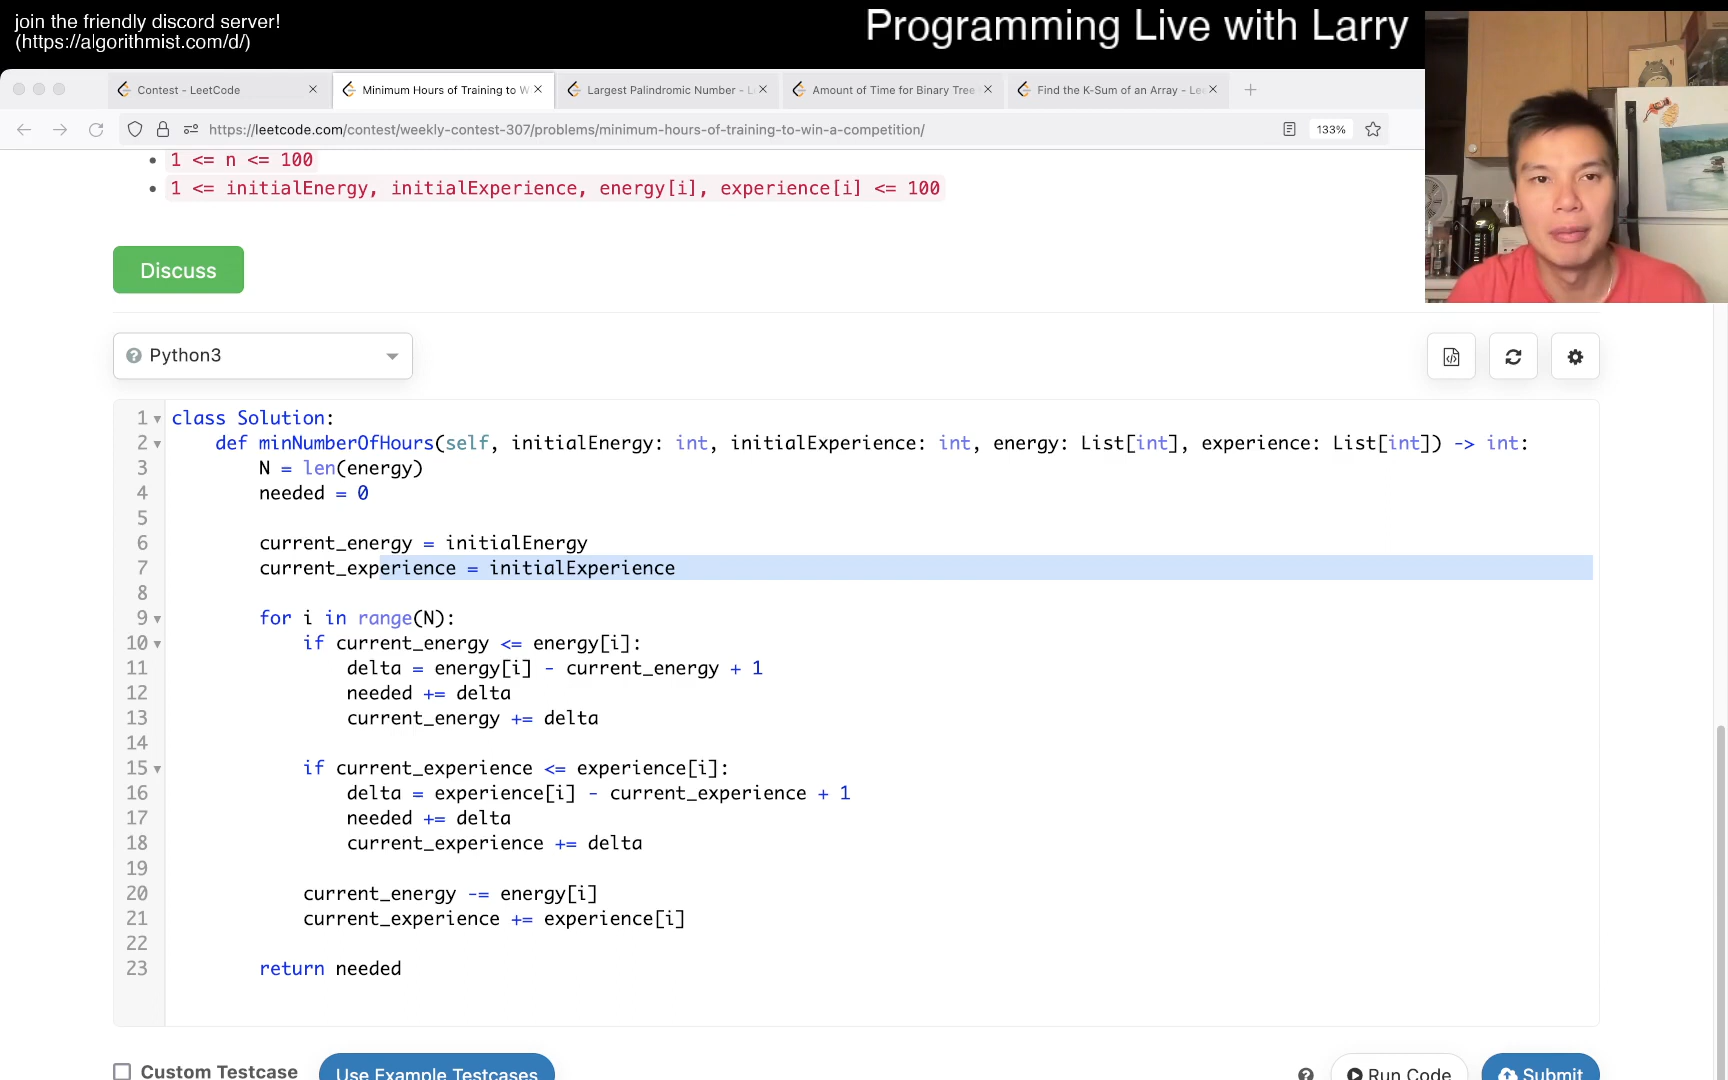 join the friendly discord server!
(https://algorithmist.com/d/)
Programming Live with Larry
Contest - LeetCode
Minimum Hours of Training to W
Largest Palindromic Number - L
Amount of Time for Binary Tree
Find the K-Sum of an Array - Le
https://leetcode.com/contest/weekly-contest-307/problems/minimum-hours-of-training-to-win-a-competition/
133%
• 1 <= n <= 100
• 1 <= initialEnergy, initialExperience, energy[i], experience[i] <= 100
Discuss
Python3
1 class Solution:
2 def minNumberOfHours(self, initialEnergy: int, initialExperience: int, energy: List[int], experience: List[int]) -> int:
3 N = len(energy)
4 needed = 0
5
6 current_energy = initialEnergy
7 current_experience = initialExperience
8
9 for i in range(N):
10 if current_energy <= energy[i]:
11 delta = energy[i] - current_energy + 1
12 needed += delta
13 current_energy += delta
14
15 if current_experience <= experience[i]:
16 delta = experience[i] - current_experience + 1
17 needed += delta
18 current_experience += delta
19
20 current_energy -= energy[i]
21 current_experience += experience[i]
22
23 return needed
Custom Testcase
Use Example Testcases
Run Code
Submit